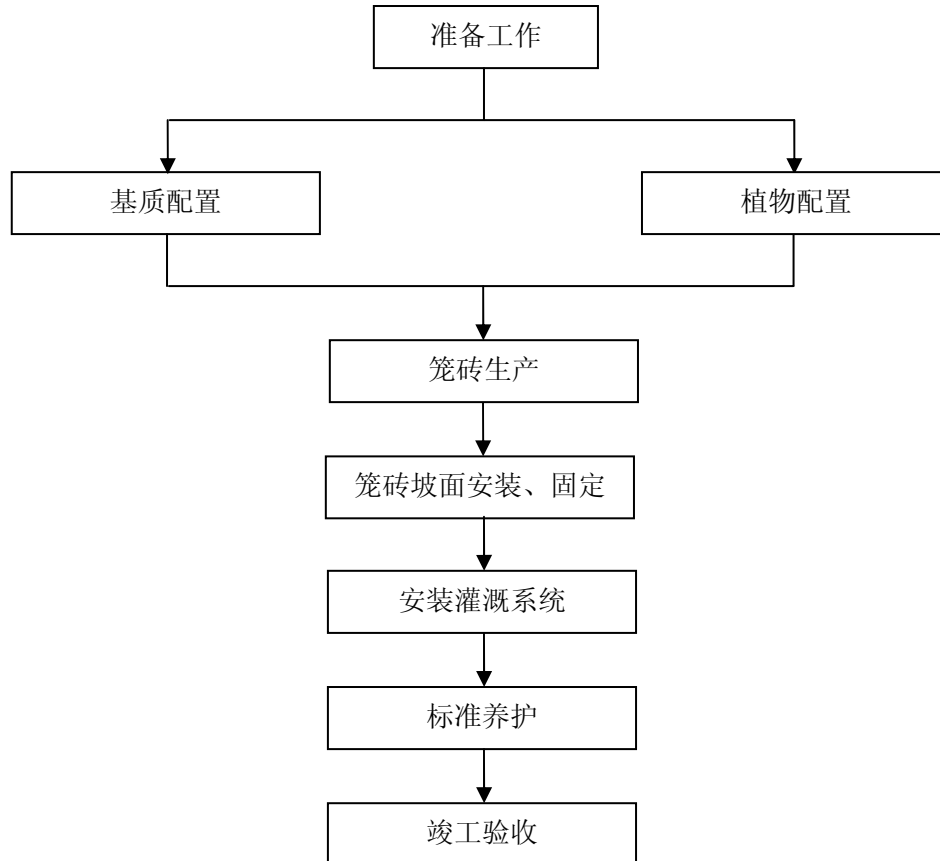 准备工作
基质配置
植物配置
笼砖生产
笼砖坡面安装、固定
安装灌溉系统
标准养护
竣工验收